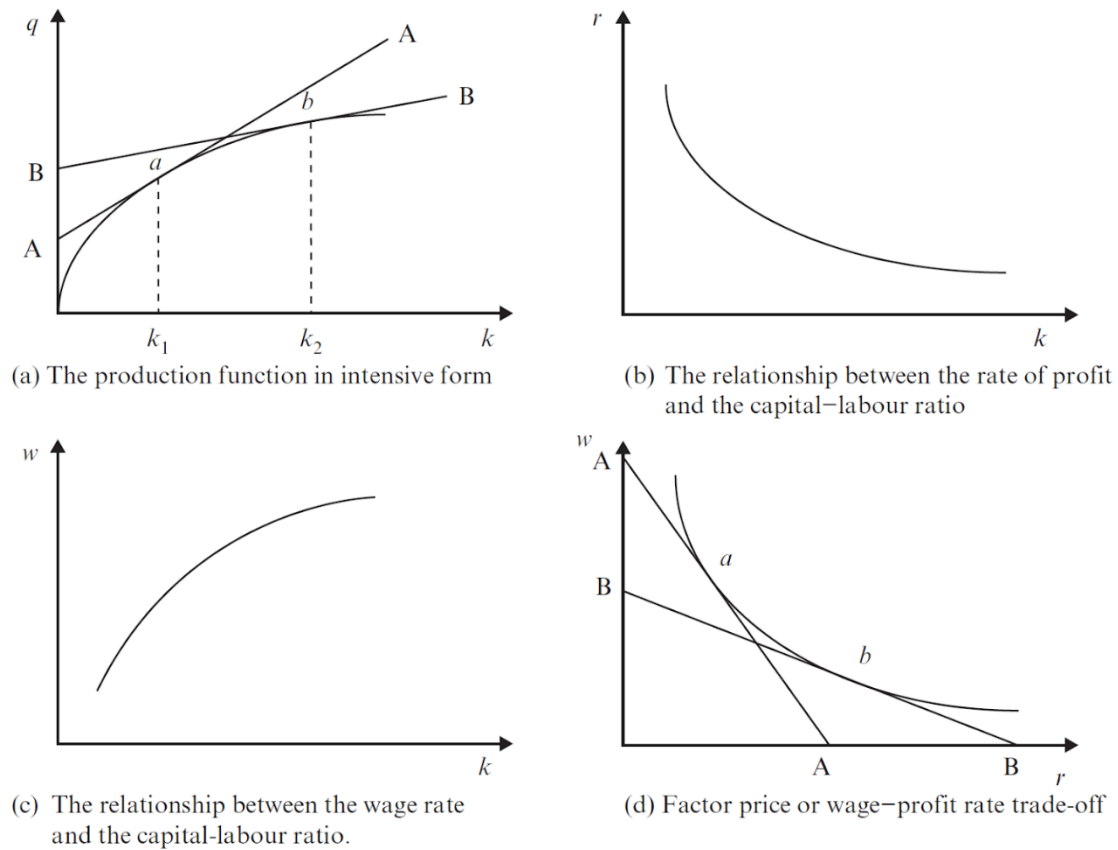 q
A
b
B
B
a
A
k1
k2
k
(a) The production function in intensive form
r
k
(b) The relationship between the rate of profit
and the capital–labour ratio
w
k
(c) The relationship between the wage rate
and the capital-labour ratio.
w
A
a
B
b
A
B
r
(d) Factor price or wage–profit rate trade-off